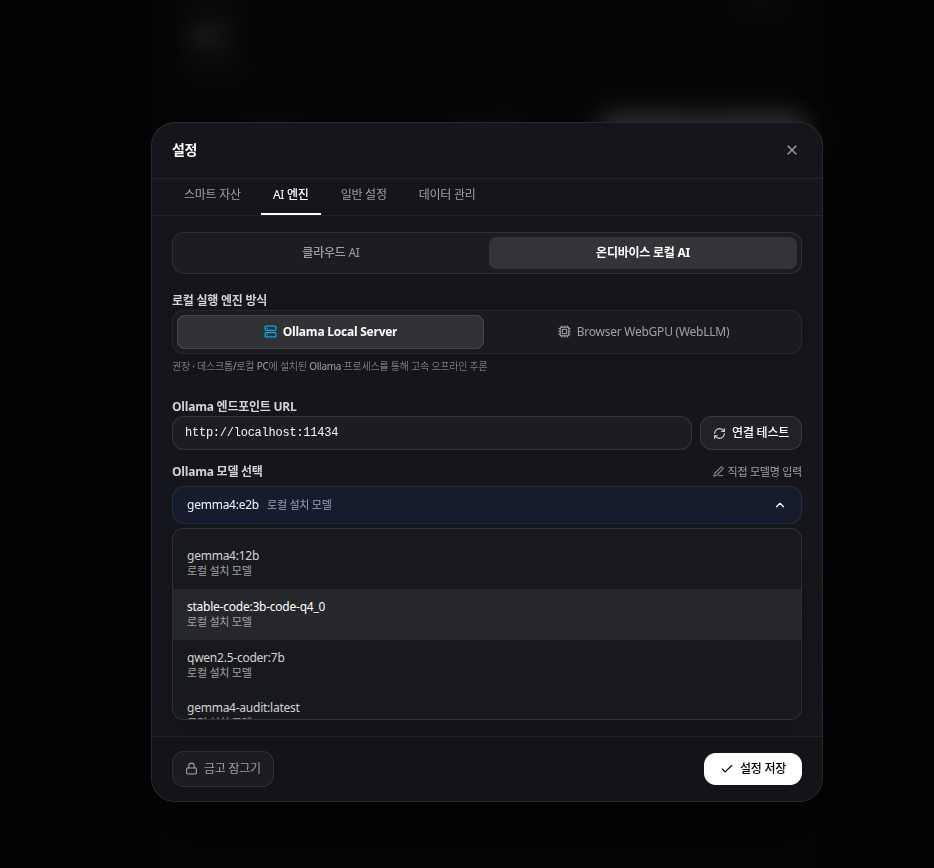 설정
스마트 자산 AI 엔진 일반 설정 데이터 관리
클라우드 AI 온디바이스 로컬 AI
로컬 실행 엔진 방식
Ollama Local Server Browser WebGPU (WebLLM)
권장 · 데스크톱/로컬 PC에 설치된 Ollama 프로세스를 통해 고속 오프라인 추론
Ollama 엔드포인트 URL
http://localhost:11434 연결 테스트
Ollama 모델 선택 직접 모델명 입력
gemma4:e2b 로컬 설치 모델
gemma4:12b
로컬 설치 모델
stable-code:3b-code-q4_0
로컬 설치 모델
qwen2.5-coder:7b
로컬 설치 모델
gemma4-audit:latest
금고 잠그기 설정 저장